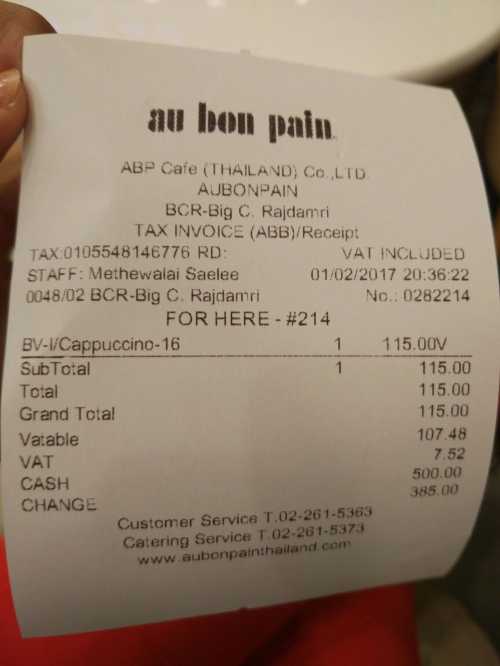 au bon pain.
ABP Cafe (THAILAND) Co.,LTD.
AUBONPAIN
BCR-Big C. Rajdamri
TAX INVOICE (ABB)/Receipt
TAX:0105548146776 RD: VAT INCLUDED
STAFF: Methewalai Saelee 01/02/2017 20:36:22
0048/02 BCR-Big C. Rajdamri No.: 0282214
FOR HERE - #214
BV-I/Cappuccino-16 1 115.00V
SubTotal 1 115.00
Total 115.00
Grand Total 115.00
Vatable 107.48
VAT 7.52
CASH 500.00
CHANGE 385.00
Customer Service T.02-261-5363
Catering Service T.02-261-5373
www.aubonpainthailand.com